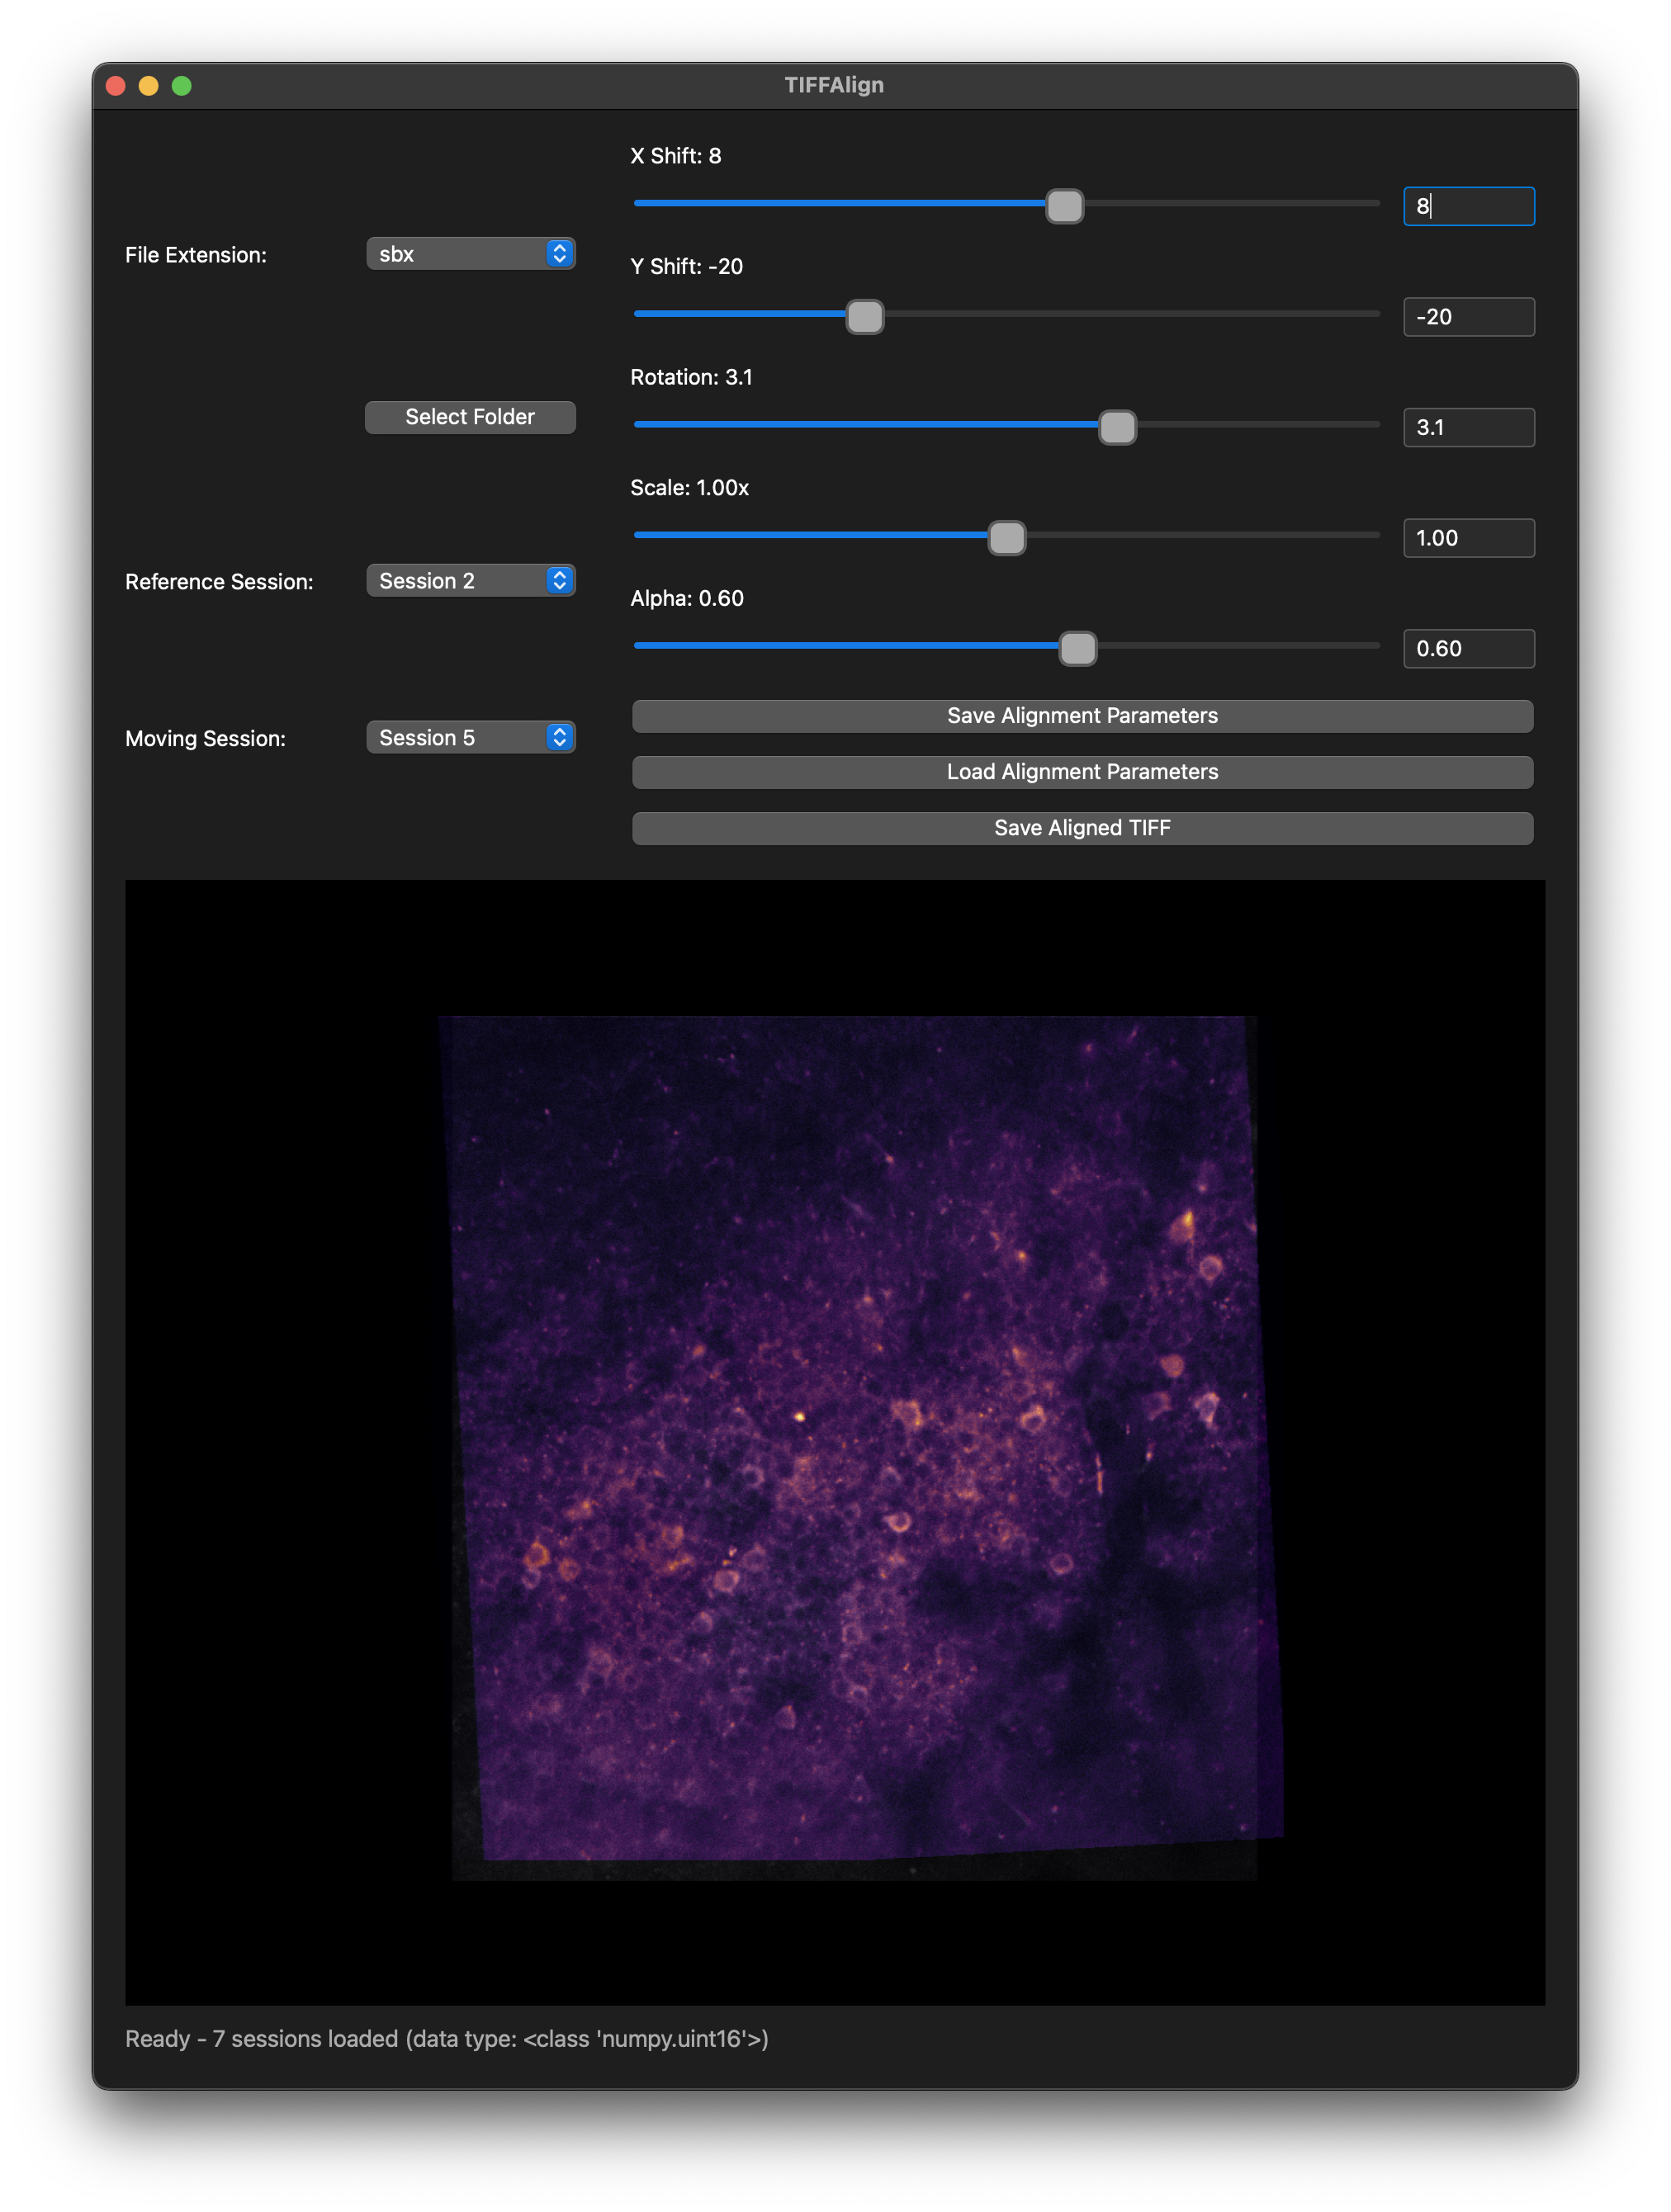 TIFFAlign
File Extension:
sbx
Select Folder
Reference Session:
Session 2
Moving Session:
Session 5
X Shift: 8
8
Y Shift: -20
-20
Rotation: 3.1
3.1
Scale: 1.00x
1.00
Alpha: 0.60
0.60
Save Alignment Parameters
Load Alignment Parameters
Save Aligned TIFF
Ready - 7 sessions loaded (data type: <class 'numpy.uint16'>)